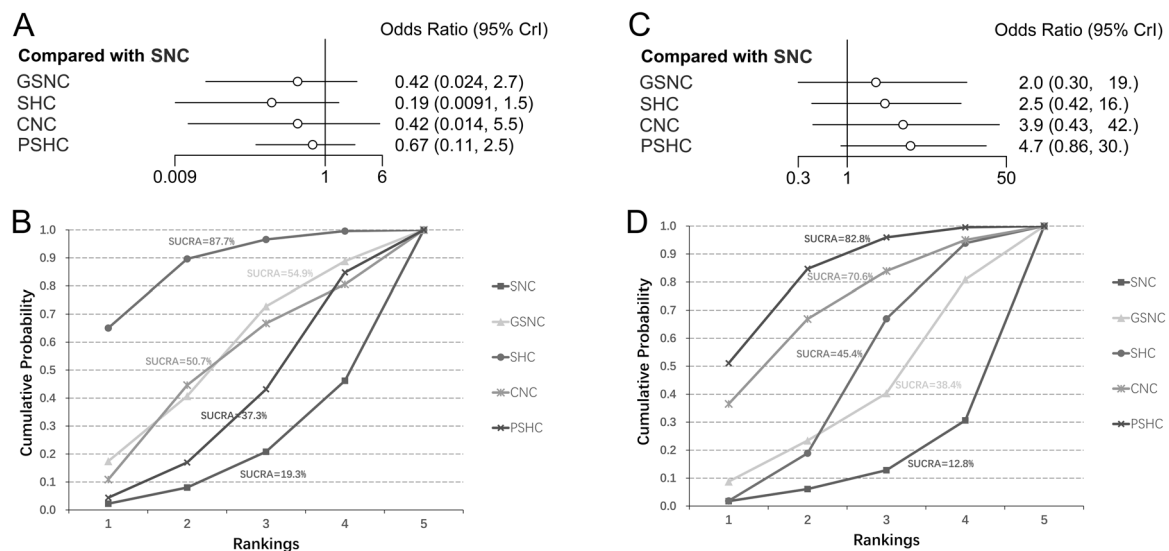 A
Odds Ratio (95% CrI)
Compared with SNC
GSNC 0.42 (0.024, 2.7)
SHC 0.19 (0.0091, 1.5)
CNC 0.42 (0.014, 5.5)
PSHC 0.67 (0.11, 2.5)
0.009 1 6
B
Cumulative Probability
1.0
0.9
0.8
0.7
0.6
0.5
0.4
0.3
0.2
0.1
0.0
SUCRA=87.7%
SUCRA=54.9%
SUCRA=50.7%
SUCRA=37.3%
SUCRA=19.3%
1 2 3 4 5
Rankings
SNC
GSNC
SHC
CNC
PSHC
C
Odds Ratio (95% CrI)
Compared with SNC
GSNC 2.0 (0.30, 19.)
SHC 2.5 (0.42, 16.)
CNC 3.9 (0.43, 42.)
PSHC 4.7 (0.86, 30.)
0.3 1 50
D
Cumulative Probability
1.0
0.9
0.8
0.7
0.6
0.5
0.4
0.3
0.2
0.1
0.0
SUCRA=82.8%
SUCRA=70.6%
SUCRA=45.4%
SUCRA=38.4%
SUCRA=12.8%
1 2 3 4 5
Rankings
SNC
GSNC
SHC
CNC
PSHC